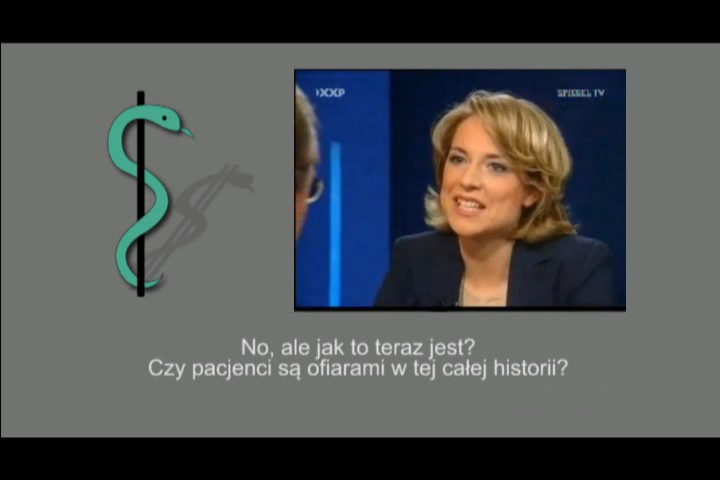 XXP
SPIEGEL TV
No, ale jak to teraz jest?
Czy pacjenci są ofiarami w tej całej historii?